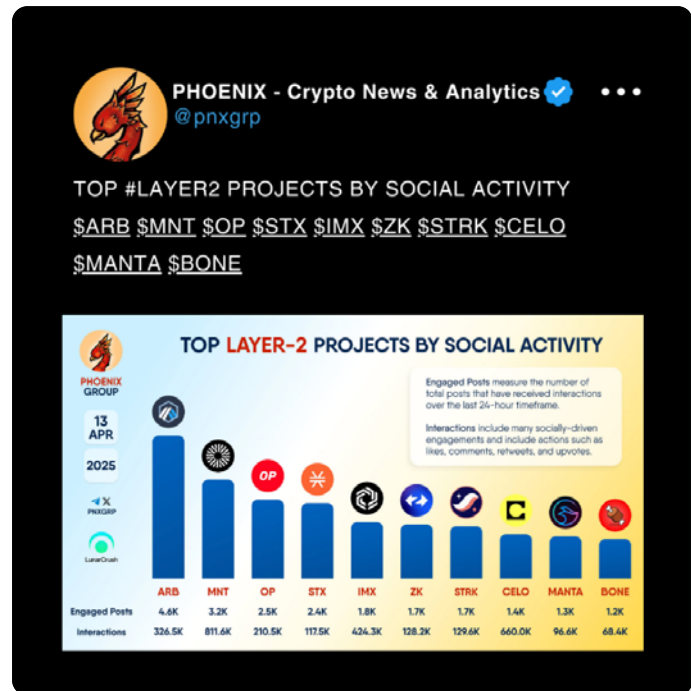 PHOENIX - Crypto News & Analytics
@pnxgrp
TOP #LAYER2 PROJECTS BY SOCIAL ACTIVITY
$ARB $MNT $OP $STX $IMX $ZK $STRK $CELO
$MANTA $BONE
PHOENIX
GROUP
13
APR
2025
PNXGRP
LunarCrush
TOP LAYER-2 PROJECTS BY SOCIAL ACTIVITY
Engaged Posts measure the number of
total posts that have received interactions
over the last 24-hour timeframe.
Interactions include many socially-driven
engagements and include actions such as
likes, comments, retweets, and upvotes.
OP
ARB MNT OP STX IMX ZK STRK CELO MANTA BONE
Engaged Posts 4.6K 3.2K 2.5K 2.4K 1.8K 1.7K 1.7K 1.4K 1.3K 1.2K
Interactions 326.5K 811.6K 210.5K 117.5K 424.3K 128.2K 129.6K 660.0K 96.6K 68.4K